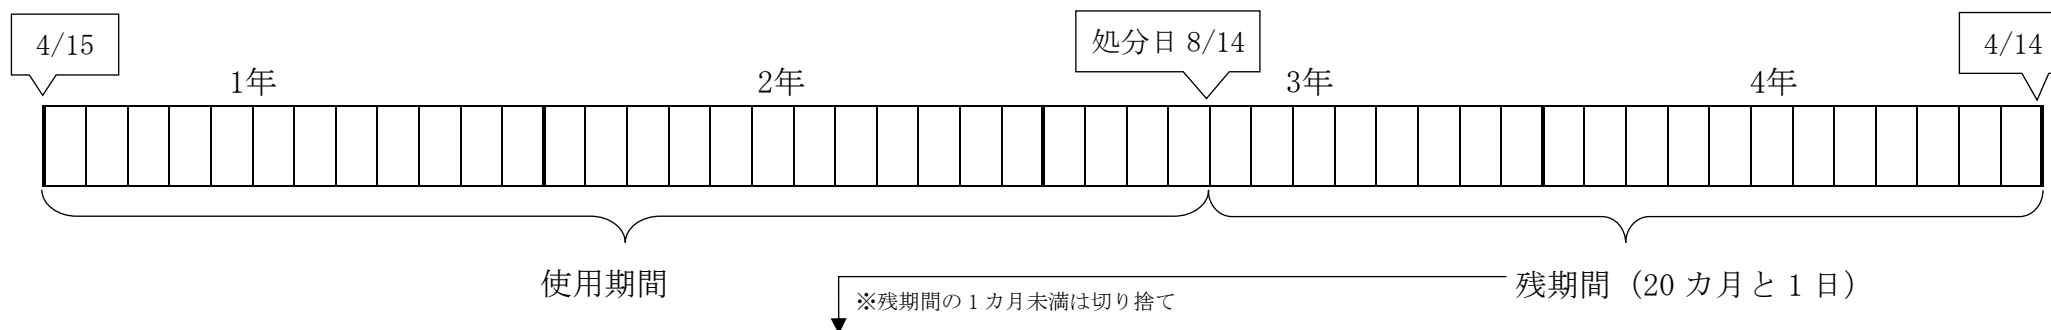 4/15
処分日 8/14
4/14
1年
2年
3年
4年
使用期間
残期間（20 カ月と 1 日）
※残期間の 1 カ月未満は切り捨て